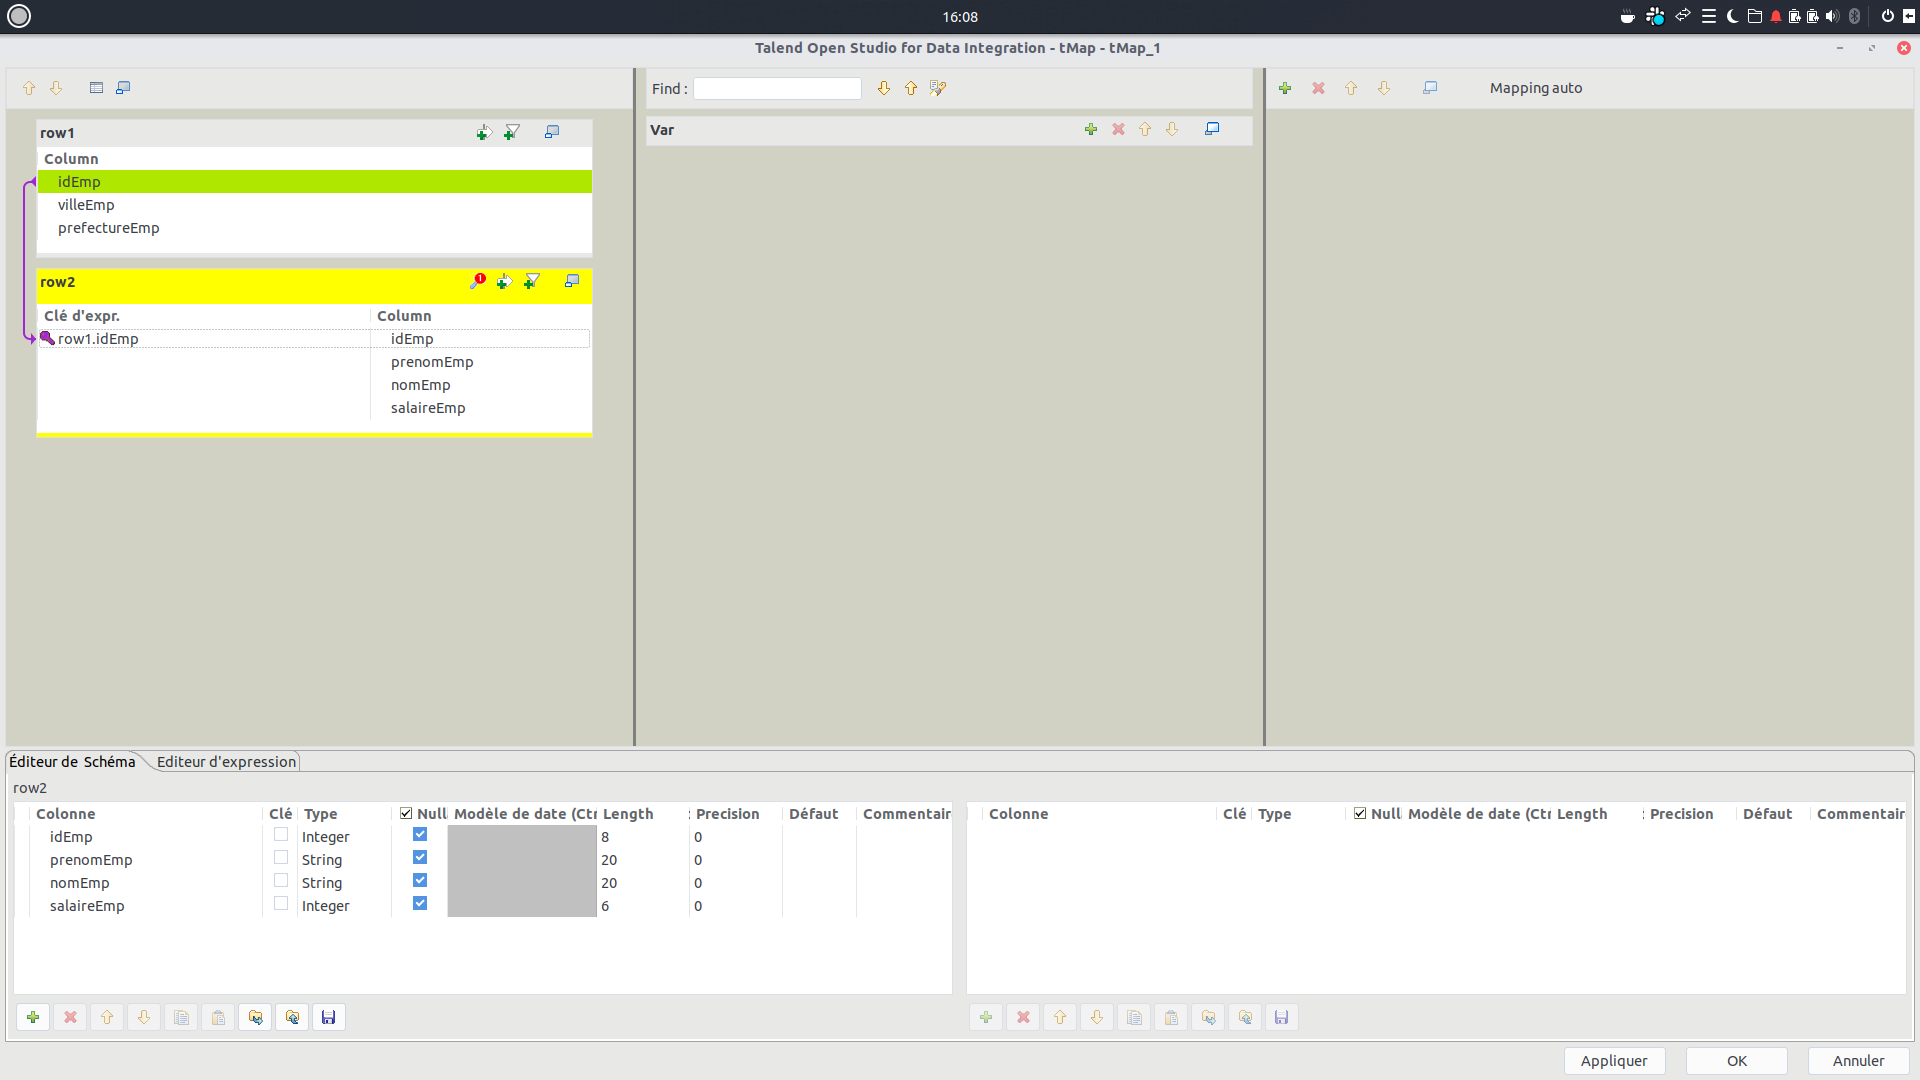 16:08
Talend Open Studio for Data Integration - tMap - tMap_1
Find :
Mapping auto
row1
Column
idEmp
villeEmp
prefectureEmp
Var
row2
1
Clé d'expr. Column
row1.idEmp idEmp
prenomEmp
nomEmp
salaireEmp
Éditeur de Schéma Editeur d'expression
row2
Colonne Clé Type Null Modèle de date (Ctr Length Precision Défaut Commentair
idEmp Integer 8 0
prenomEmp String 20 0
nomEmp String 20 0
salaireEmp Integer 6 0
Colonne Clé Type Null Modèle de date (Ctr Length Precision Défaut Commentair
Appliquer OK Annuler